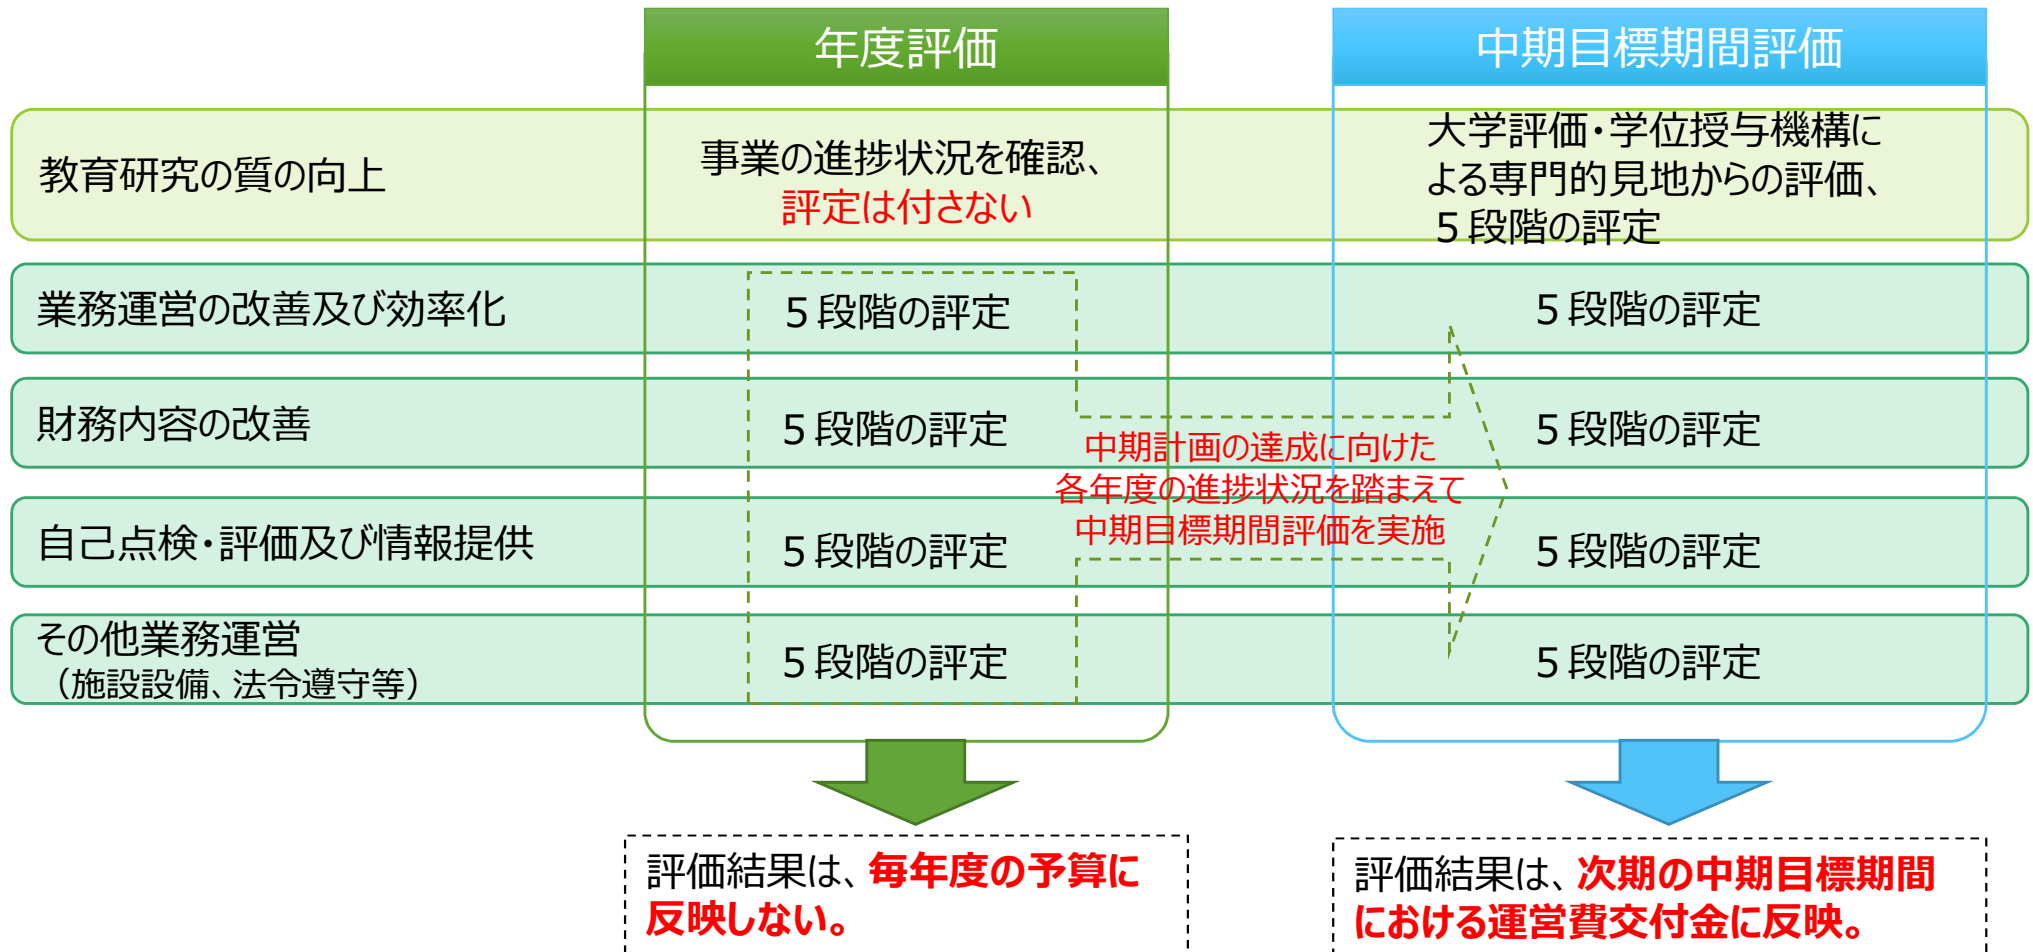 年度評価
中期目標期間評価
教育研究の質の向上
事業の進捗状況を確認、
評定は付さない
大学評価・学位授与機構に
よる専門的見地からの評価、
５段階の評定
業務運営の改善及び効率化
５段階の評定
５段階の評定
財務内容の改善
５段階の評定
５段階の評定
中期計画の達成に向けた
各年度の進捗状況を踏まえて
中期目標期間評価を実施
自己点検・評価及び情報提供
５段階の評定
５段階の評定
その他業務運営
（施設設備、法令遵守等）
５段階の評定
５段階の評定
評価結果は、毎年度の予算に
反映しない。
評価結果は、次期の中期目標期間
における運営費交付金に反映。